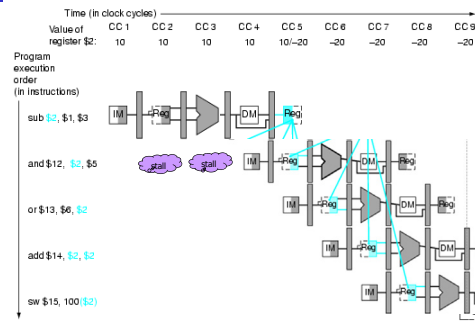 Time (in clock cycles)
Value of register $2:
CC 1 CC 2 CC 3 CC 4 CC 5 CC 6 CC 7 CC 8 CC 9
10 10 10 10 10/–20 –20 –20 –20 –20
Program
execution
order
(in instructions)
sub $2, $1, $3
IM Reg DM Reg
and $12, $2, $5
stall stall IM Reg DM Reg
or $13, $6, $2
IM Reg DM Reg
add $14, $2, $2
IM Reg DM
sw $15, 100($2)
IM Reg